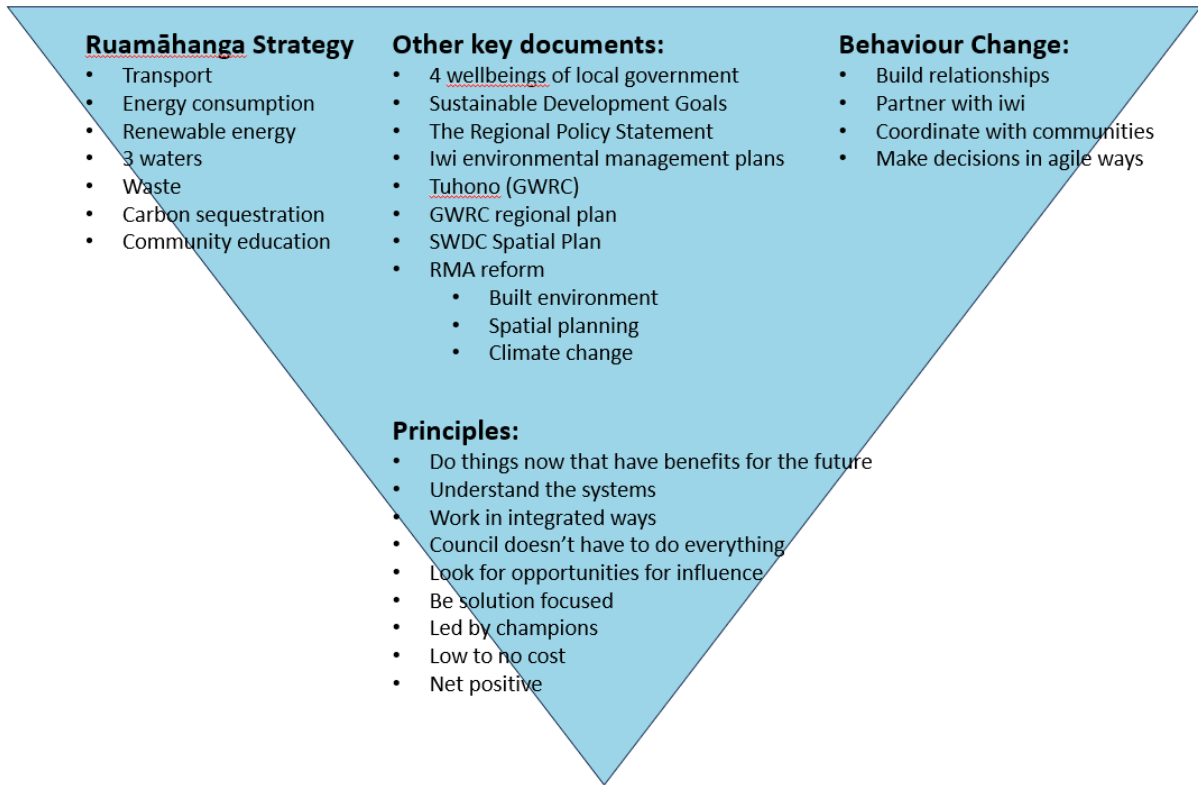 Ruamāhanga Strategy
• Transport
• Energy consumption
• Renewable energy
• 3 waters
• Waste
• Carbon sequestration
• Community education
Other key documents:
• 4 wellbeings of local government
• Sustainable Development Goals
• The Regional Policy Statement
• Iwi environmental management plans
• Tuhono (GWRC)
• GWRC regional plan
• SWDC Spatial Plan
• RMA reform
• Built environment
• Spatial planning
• Climate change
Behaviour Change:
• Build relationships
• Partner with iwi
• Coordinate with communities
• Make decisions in agile ways
Principles:
• Do things now that have benefits for the future
• Understand the systems
• Work in integrated ways
• Council doesn’t have to do everything
• Look for opportunities for influence
• Be solution focused
• Led by champions
• Low to no cost
• Net positive